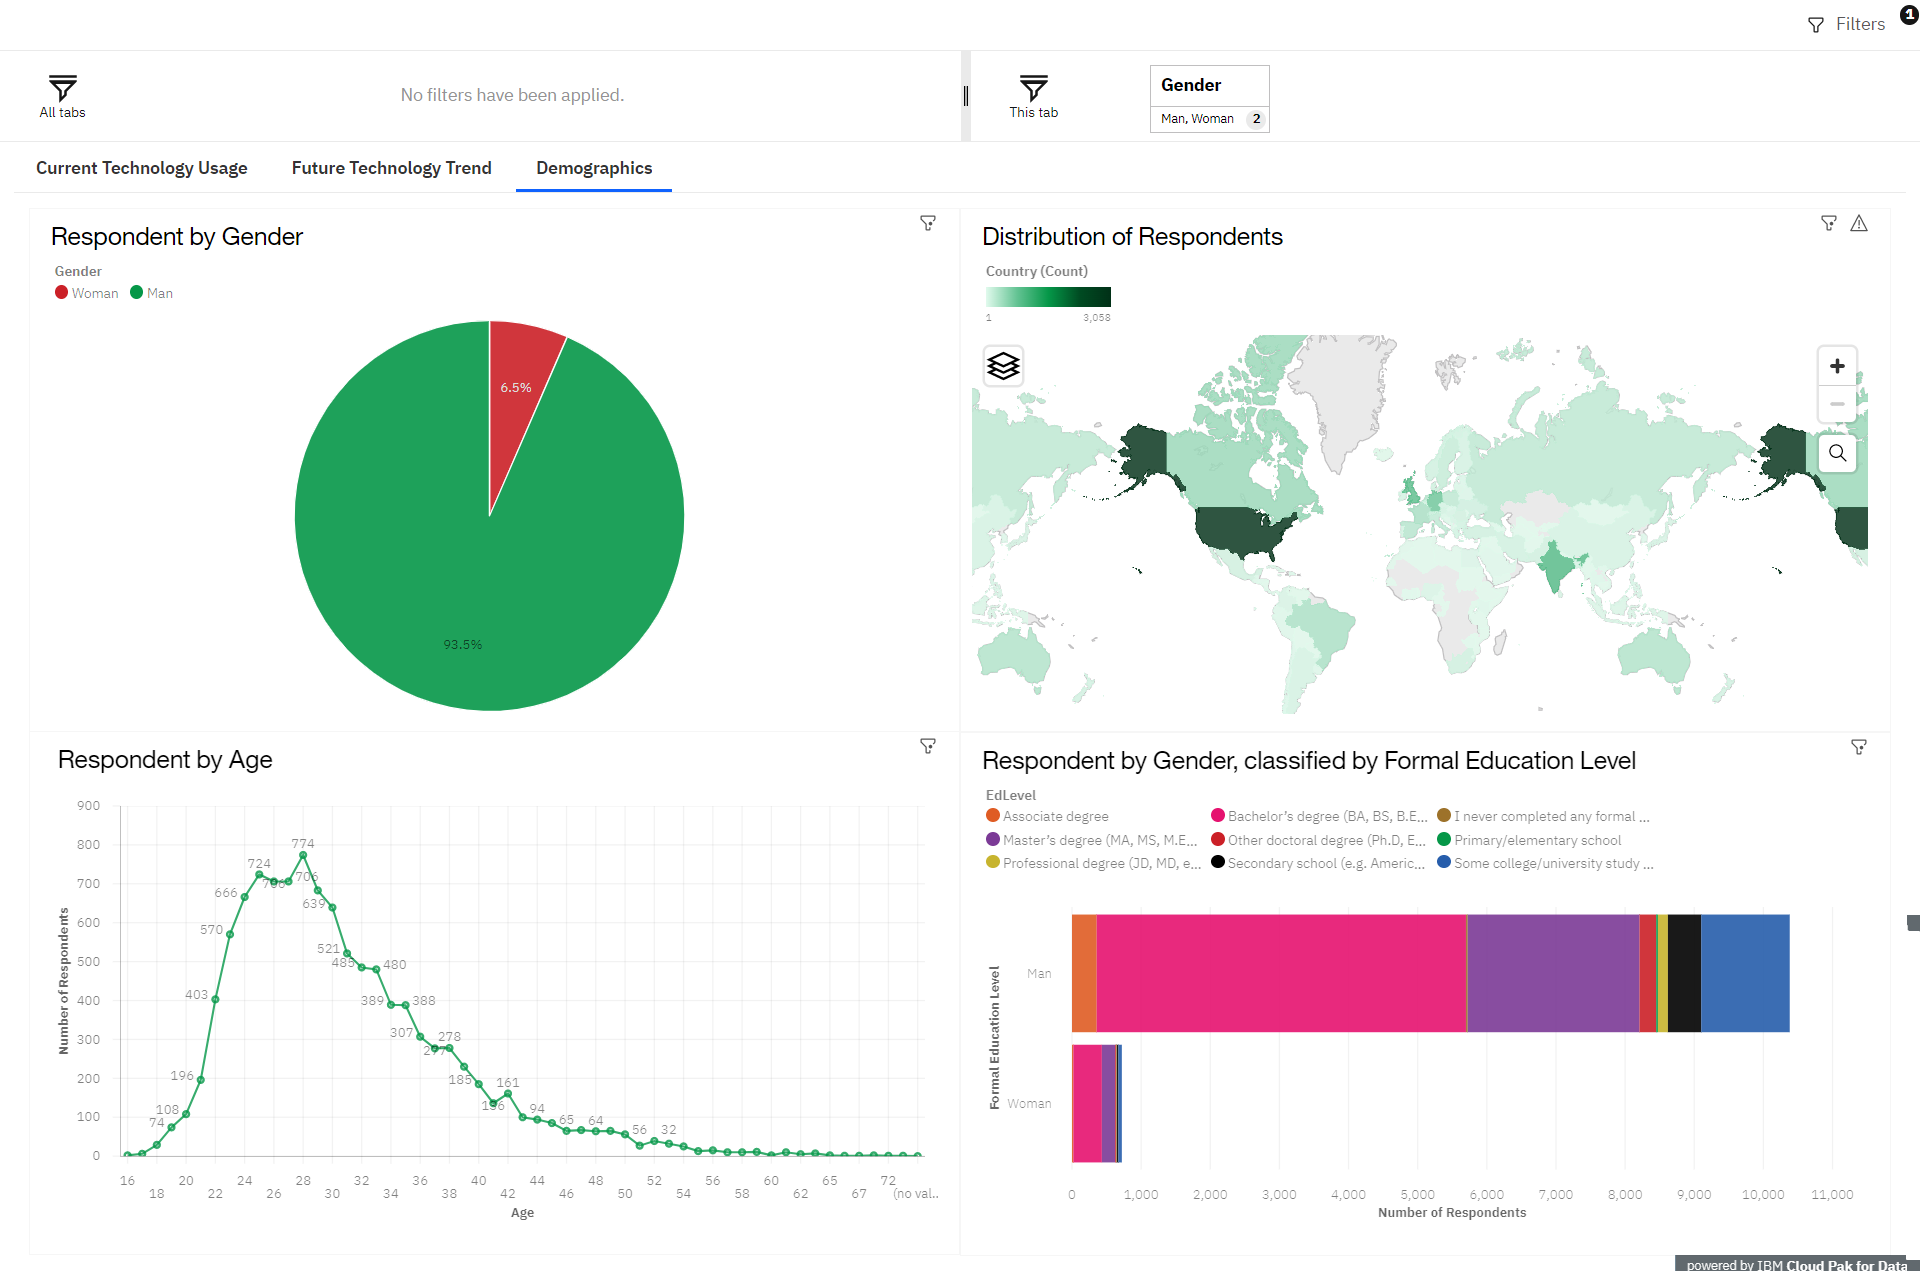 Filters 1
All tabs
No filters have been applied.
This tab
Gender
Man, Woman 2
Current Technology Usage
Future Technology Trend
Demographics
Respondent by Gender
Gender
Woman Man
6.5%
93.5%
Distribution of Respondents
Country (Count)
1 3,058
Respondent by Age
Number of Respondents
900
800
700
600
500
400
300
200
100
0
74
108
196
403
570
666
724
774
706
639
521
485
480
389
388
307
277
278
185
161
94
65
64
56
32
16 20 24 28 32 36 40 44 48 52 56 60 65 72
18 22 26 30 34 38 42 46 50 54 58 62 67 (no val..
Age
Respondent by Gender, classified by Formal Education Level
EdLevel
Associate degree
Bachelor's degree (BA, BS, B.E...
I never completed any formal ...
Master's degree (MA, MS, M.E...
Other doctoral degree (Ph.D, E...
Primary/elementary school
Professional degree (JD, MD, e...
Secondary school (e.g. Americ...
Some college/university study ...
Formal Education Level
Man
Woman
0 1,000 2,000 3,000 4,000 5,000 6,000 7,000 8,000 9,000 10,000 11,000
Number of Respondents
powered by IBM Cloud Pak for Data